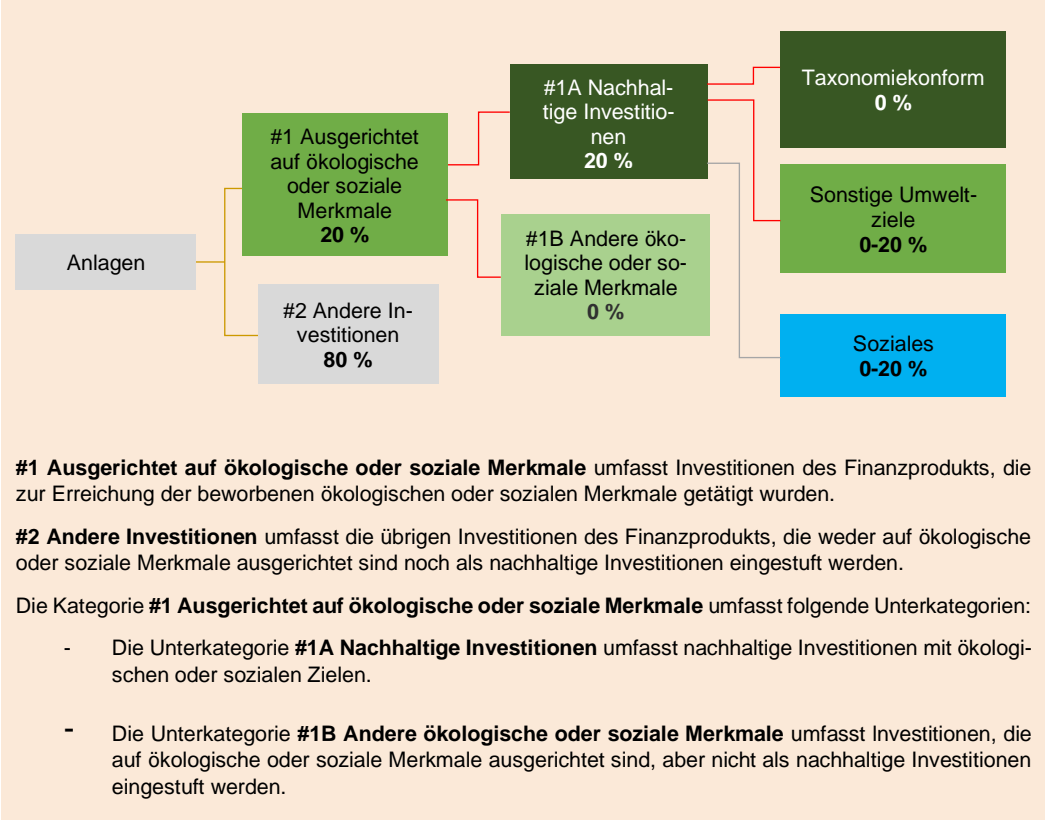 Anlagen
#1 Ausgerichtet
auf ökologische
oder soziale
Merkmale
20 %
#2 Andere In-
vestitionen
80 %
#1A Nachhal-
tige Investitio-
nen
20 %
#1B Andere öko-
logische oder so-
ziale Merkmale
0 %
Taxonomiekonform
0 %
Sonstige Umwelt-
ziele
0-20 %
Soziales
0-20 %
#1 Ausgerichtet auf ökologische oder soziale Merkmale umfasst Investitionen des Finanzprodukts, die
zur Erreichung der beworbenen ökologischen oder sozialen Merkmale getätigt wurden.
#2 Andere Investitionen umfasst die übrigen Investitionen des Finanzprodukts, die weder auf ökologische
oder soziale Merkmale ausgerichtet sind noch als nachhaltige Investitionen eingestuft werden.
Die Kategorie #1 Ausgerichtet auf ökologische oder soziale Merkmale umfasst folgende Unterkategorien:
- Die Unterkategorie #1A Nachhaltige Investitionen umfasst nachhaltige Investitionen mit ökologi-
schen oder sozialen Zielen.
- Die Unterkategorie #1B Andere ökologische oder soziale Merkmale umfasst Investitionen, die
auf ökologische oder soziale Merkmale ausgerichtet sind, aber nicht als nachhaltige Investitionen
eingestuft werden.